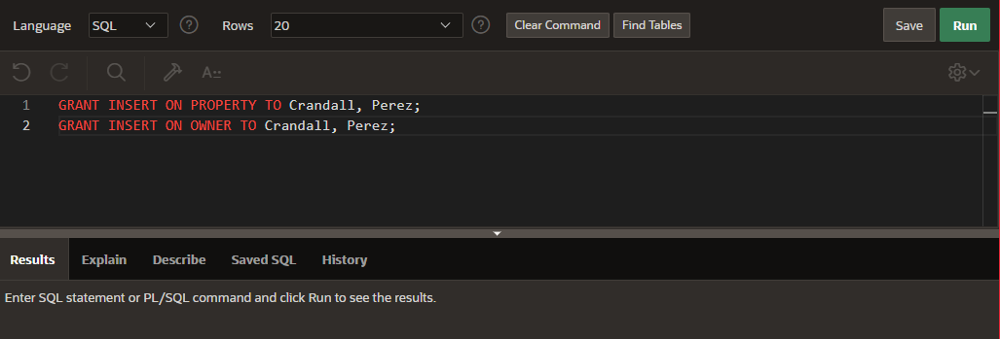 Language SQL ? Rows 20 ? Clear Command Find Tables Save Run
A
1 GRANT INSERT ON PROPERTY TO Crandall, Perez;
2 GRANT INSERT ON OWNER TO Crandall, Perez;
Results Explain Describe Saved SQL History
Enter SQL statement or PL/SQL command and click Run to see the results.